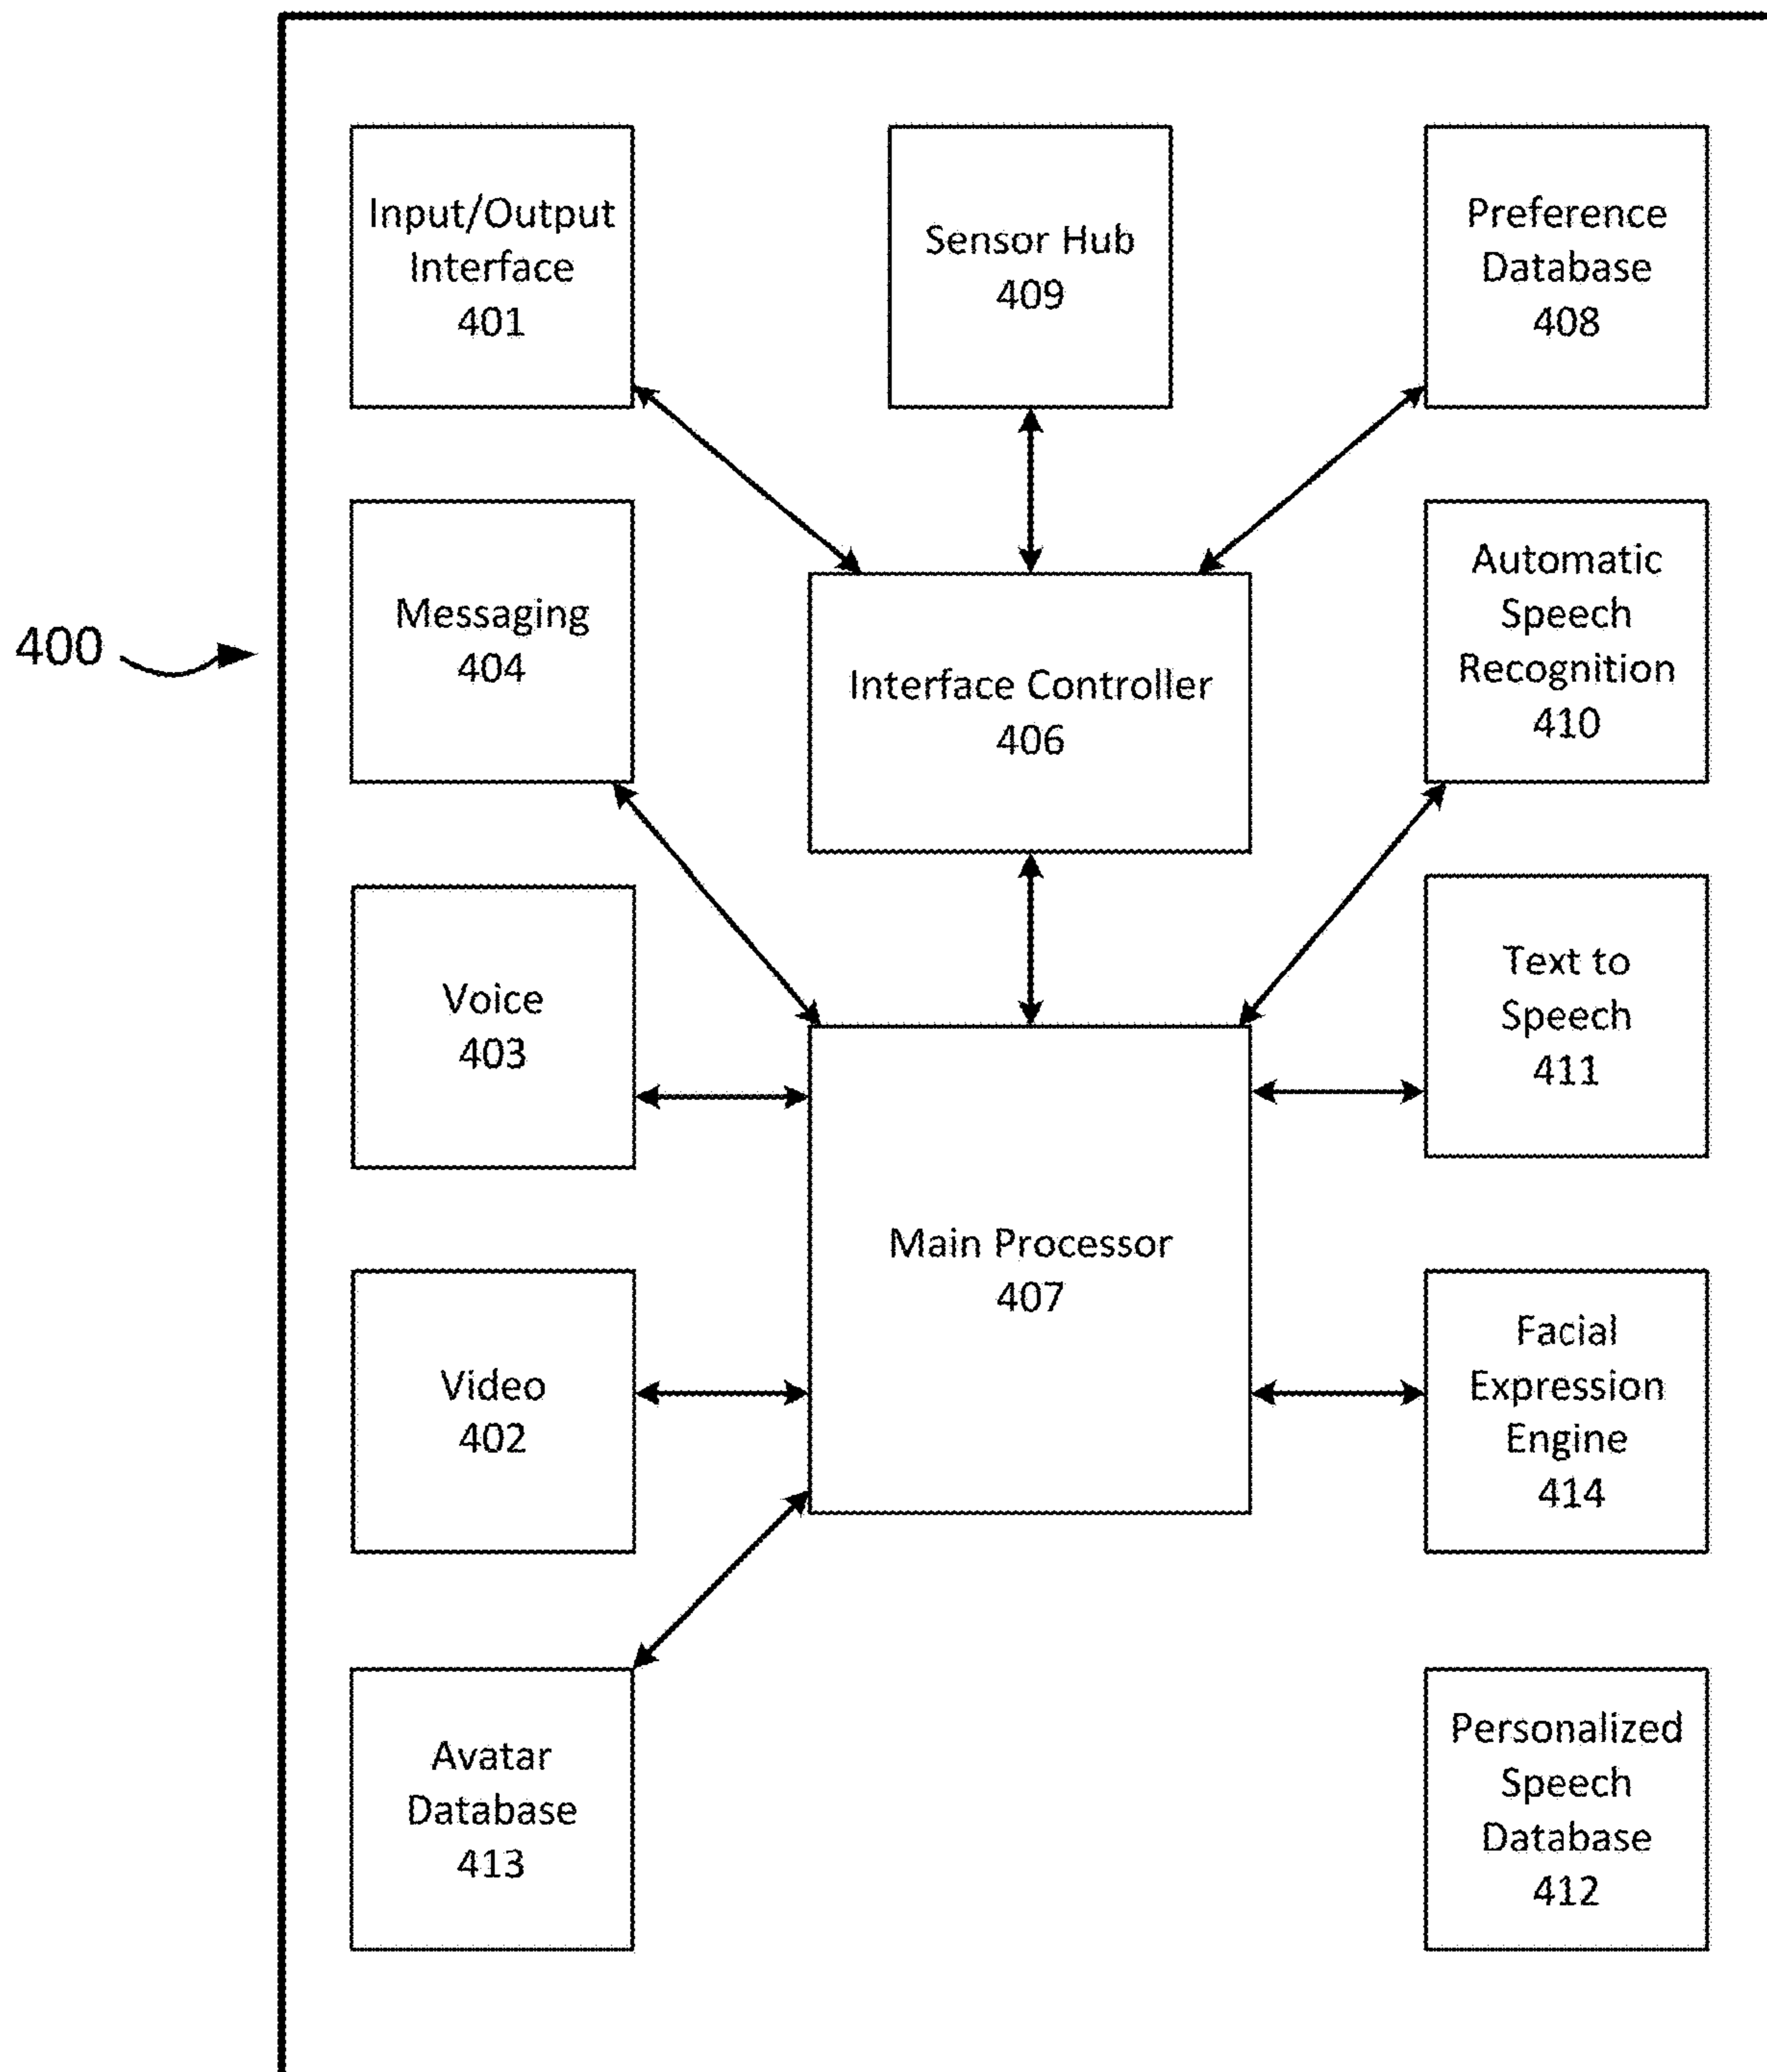 Input/Output
Interface
401
Sensor Hub
409
Preference
Database
408
400
Messaging
404
Interface Controller
406
Automatic
Speech
Recognition
410
Voice
403
Text to
Speech
411
Main Processor
407
Video
402
Facial
Expression
Engine
414
Avatar
Database
413
Personalized
Speech
Database
412